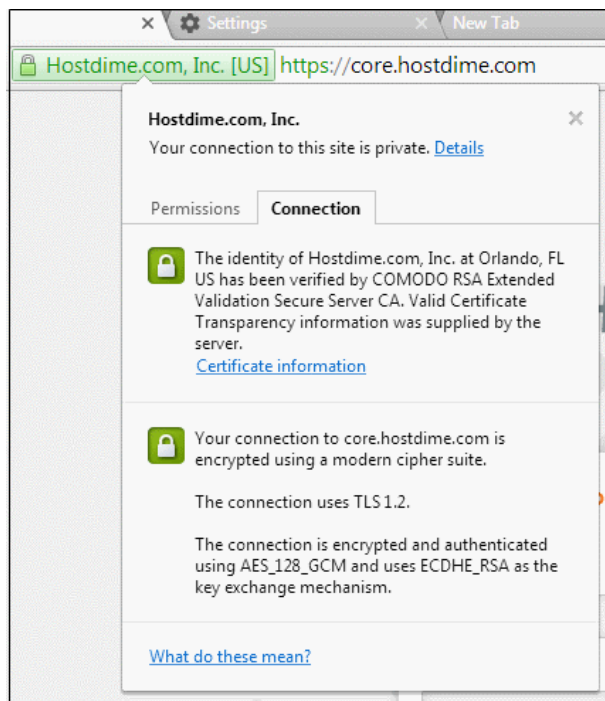 Settings
New Tab
Hostdime.com, Inc. [US] https://core.hostdime.com
Hostdime.com, Inc.
Your connection to this site is private. Details
Permissions Connection
The identity of Hostdime.com, Inc. at Orlando, FL
US has been verified by COMODO RSA Extended
Validation Secure Server CA. Valid Certificate
Transparency information was supplied by the
server.
Certificate information
Your connection to core.hostdime.com is
encrypted using a modern cipher suite.
The connection uses TLS 1.2.
The connection is encrypted and authenticated
using AES_128_GCM and uses ECDHE_RSA as the
key exchange mechanism.
What do these mean?